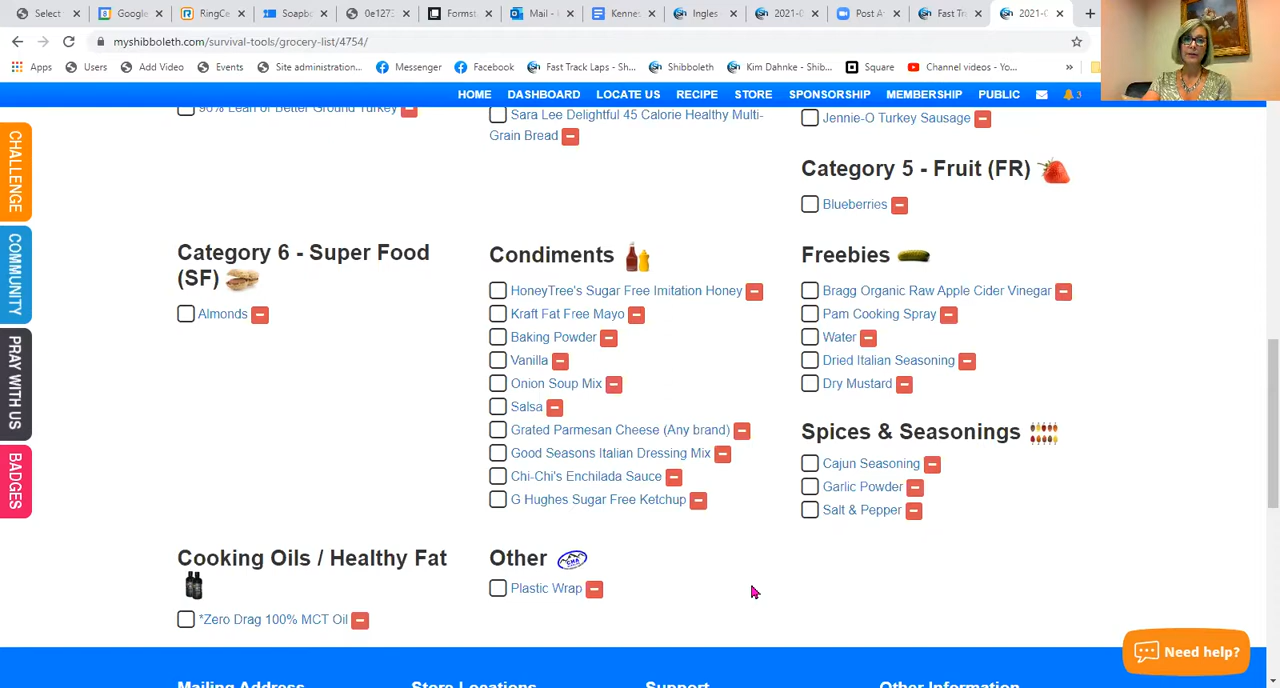 Select
Google
RingCe
Soapb
0e1273
Formst
Mail -
Kenne
Ingles
2021-0
Post A
Fast Tra
2021-0
myshibboleth.com/survival-tools/grocery-list/4754/
Apps Users Add Video Events Site administration... Messenger Facebook Fast Track Laps - Sh... Shibboleth Kim Dahnke - Shib... Square Channel videos - Yo... »
HOME DASHBOARD LOCATE US RECIPE STORE SPONSORSHIP MEMBERSHIP PUBLIC 3
CHALLENGE
COMMUNITY
PRAY WITH US
BADGES
96% Lean or Better Ground Turkey
Sara Lee Delightful 45 Calorie Healthy Multi-
Grain Bread
Jennie-O Turkey Sausage
Category 5 - Fruit (FR)
Blueberries
Category 6 - Super Food
(SF)
Almonds
Condiments
HoneyTree's Sugar Free Imitation Honey
Kraft Fat Free Mayo
Baking Powder
Vanilla
Onion Soup Mix
Salsa
Grated Parmesan Cheese (Any brand)
Good Seasons Italian Dressing Mix
Chi-Chi's Enchilada Sauce
G Hughes Sugar Free Ketchup
Freebies
Bragg Organic Raw Apple Cider Vinegar
Pam Cooking Spray
Water
Dried Italian Seasoning
Dry Mustard
Spices & Seasonings
Cajun Seasoning
Garlic Powder
Salt & Pepper
Cooking Oils / Healthy Fat
*Zero Drag 100% MCT Oil
Other
Plastic Wrap
Need help?
Mailing Address Store Locations Support Other Information